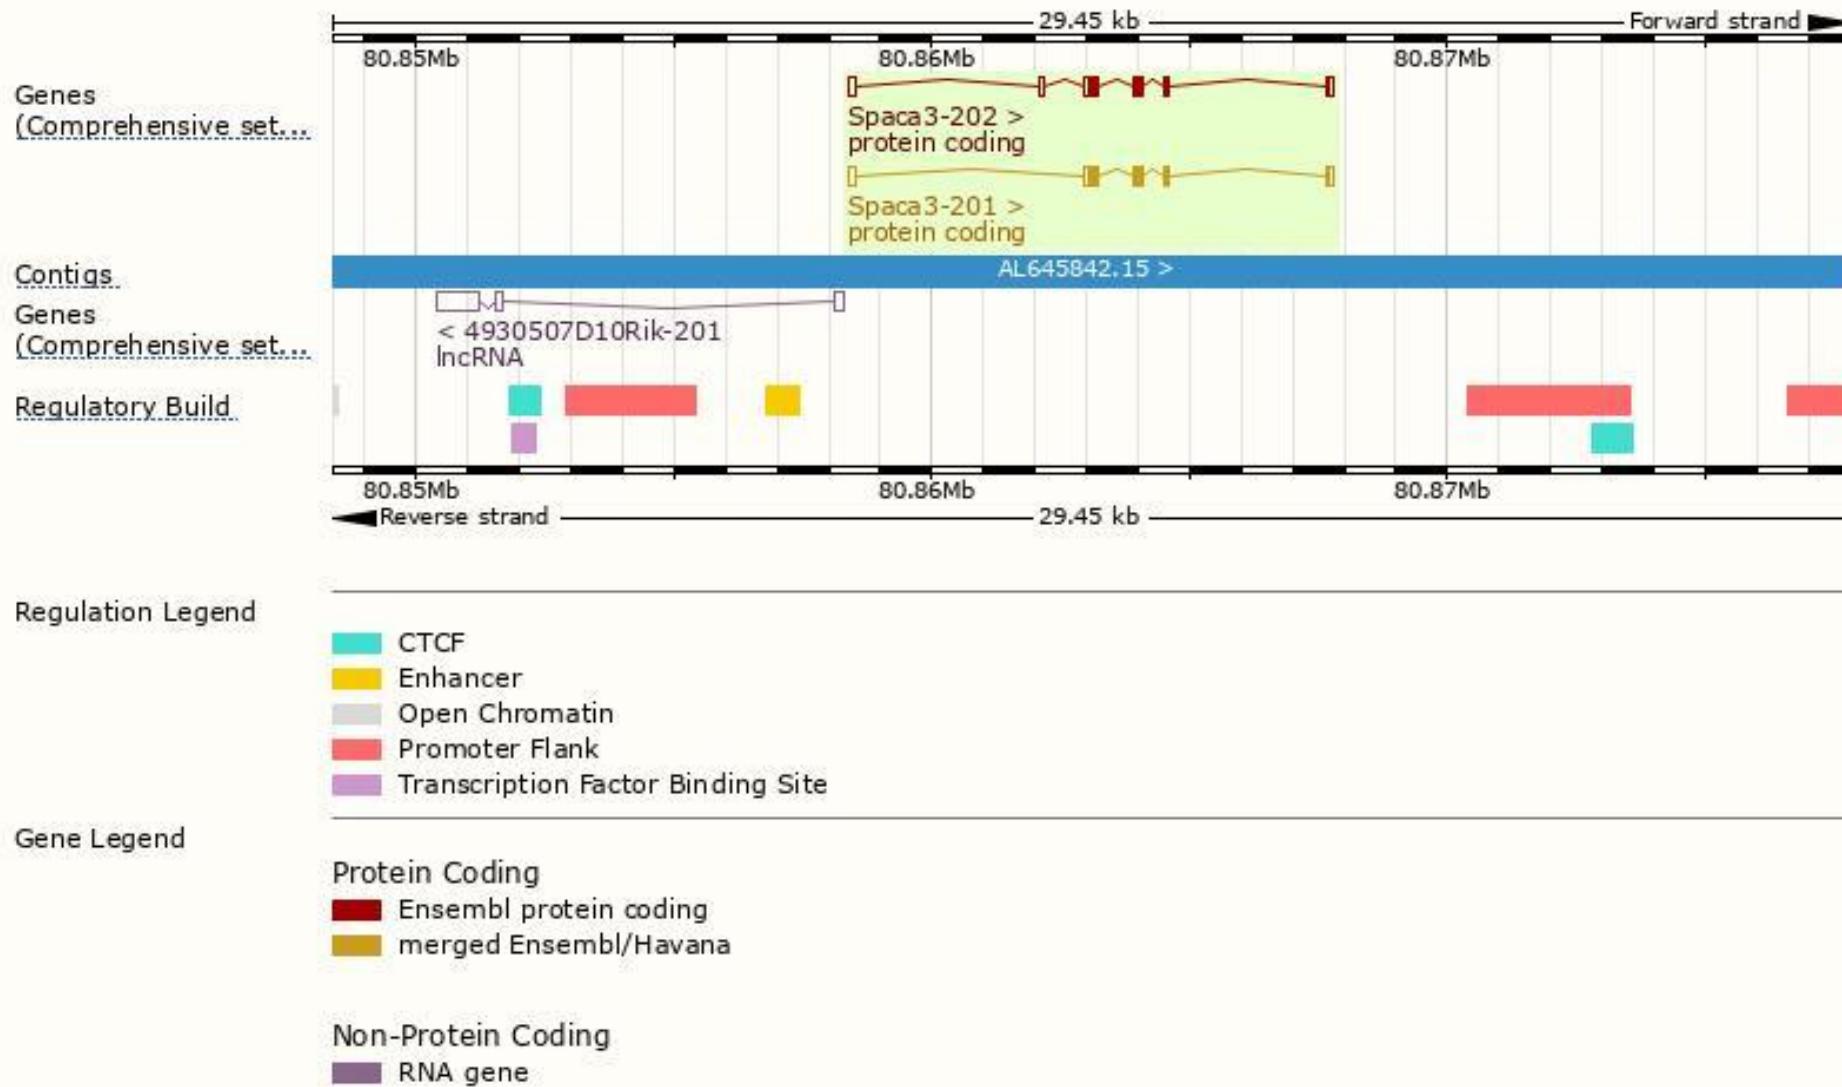 29.45 kb Forward strand
80.85Mb 80.86Mb 80.87Mb
Genes
(Comprehensive set...
Spaca3-202 >
protein coding
Spaca3-201 >
protein coding
Contigs
AL645842.15 >
Genes
(Comprehensive set...
< 4930507D10Rik-201
lncRNA
Regulatory Build
80.85Mb 80.86Mb 80.87Mb
Reverse strand 29.45 kb
Regulation Legend
CTCF
Enhancer
Open Chromatin
Promoter Flank
Transcription Factor Binding Site
Gene Legend
Protein Coding
Ensembl protein coding
merged Ensembl/Havana
Non-Protein Coding
RNA gene